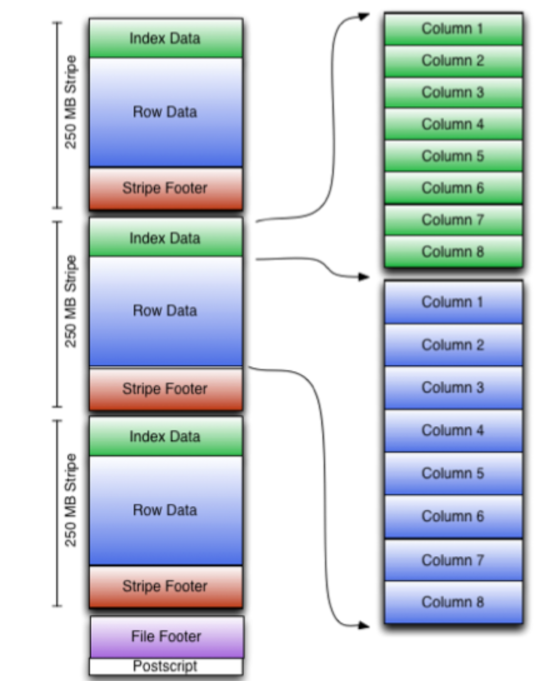 250 MB Stripe
Index Data
Row Data
Stripe Footer
250 MB Stripe
Index Data
Row Data
Stripe Footer
250 MB Stripe
Index Data
Row Data
Stripe Footer
File Footer
Postscript
Column 1
Column 2
Column 3
Column 4
Column 5
Column 6
Column 7
Column 8
Column 1
Column 2
Column 3
Column 4
Column 5
Column 6
Column 7
Column 8